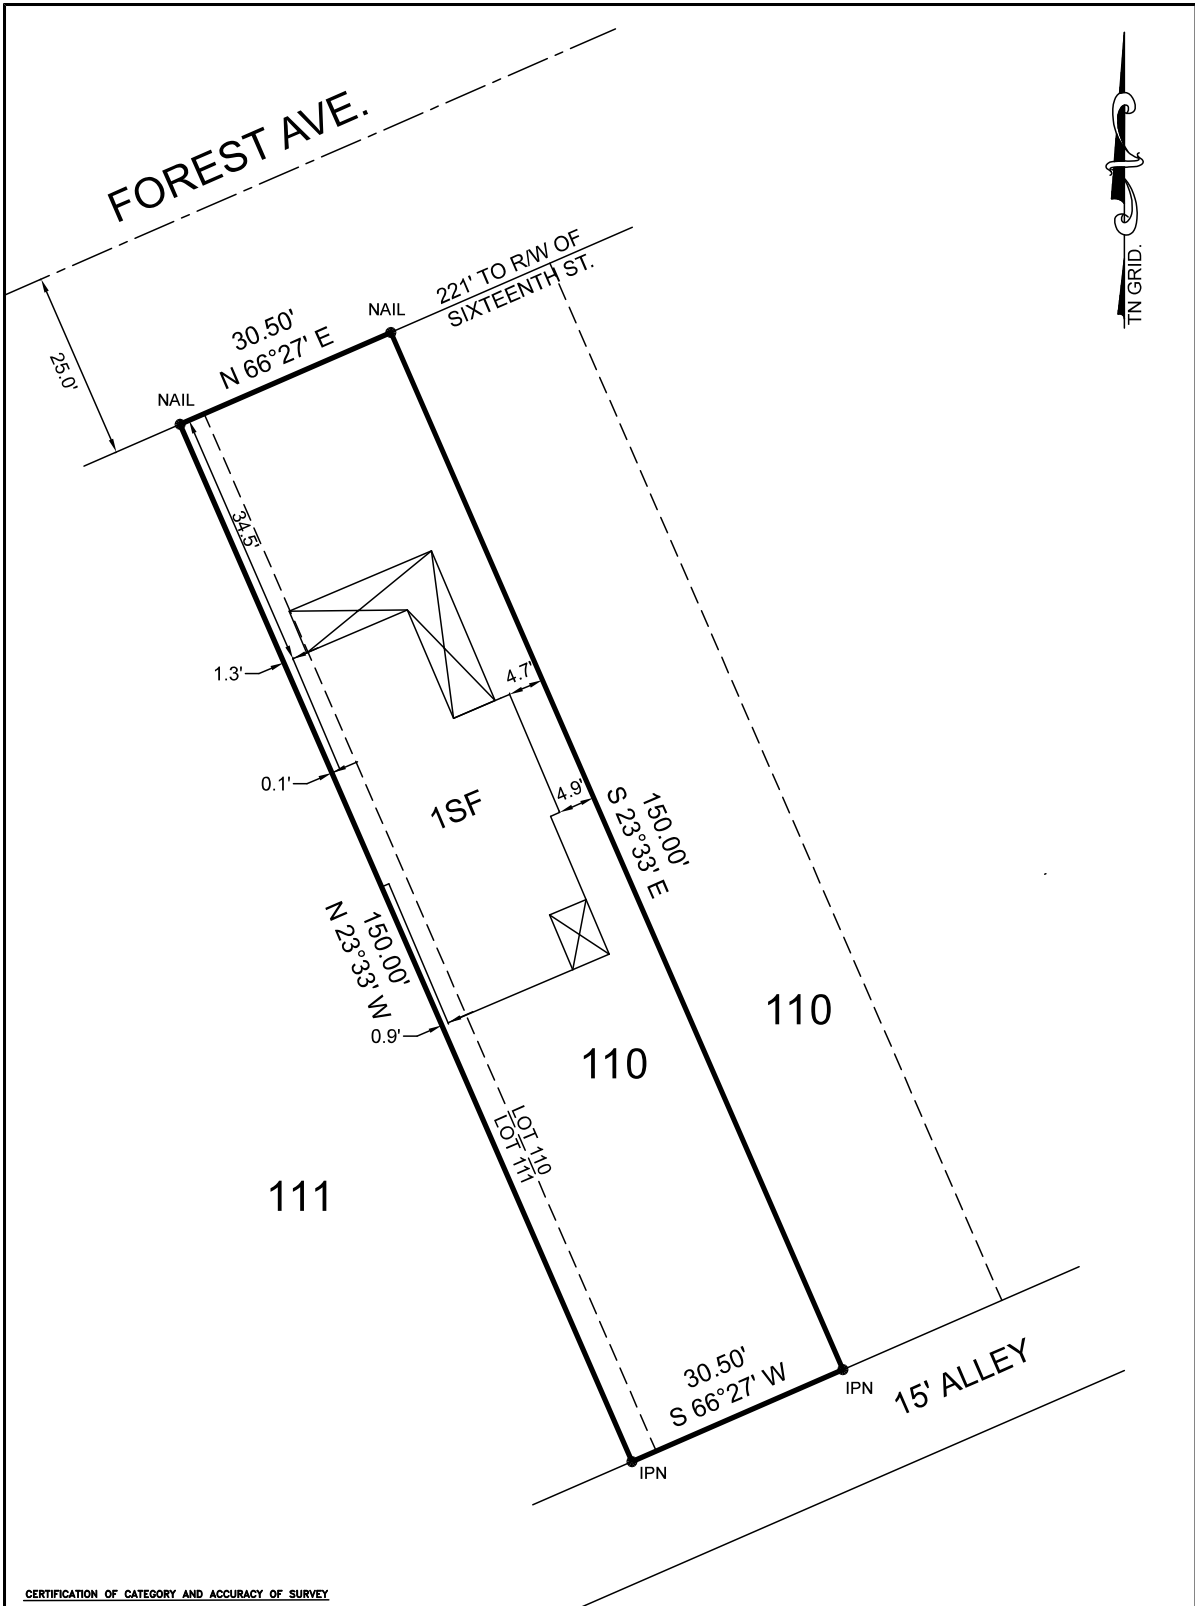 FOREST AVE.
TN GRID.
221' TO R/W OF
SIXTEENTH ST.
NAIL
30.50'
N 66°27' E
25.0'
NAIL
34.5'
1.3'
4.7'
0.1'
4.9'
1SF
150.00'
S 23°33' E
150.00'
N 23°33' W
0.9'
110
110
LOT 110
LOT 111
111
30.50'
S 66°27' W
15' ALLEY
IPN
IPN
CERTIFICATION OF CATEGORY AND ACCURACY OF SURVEY